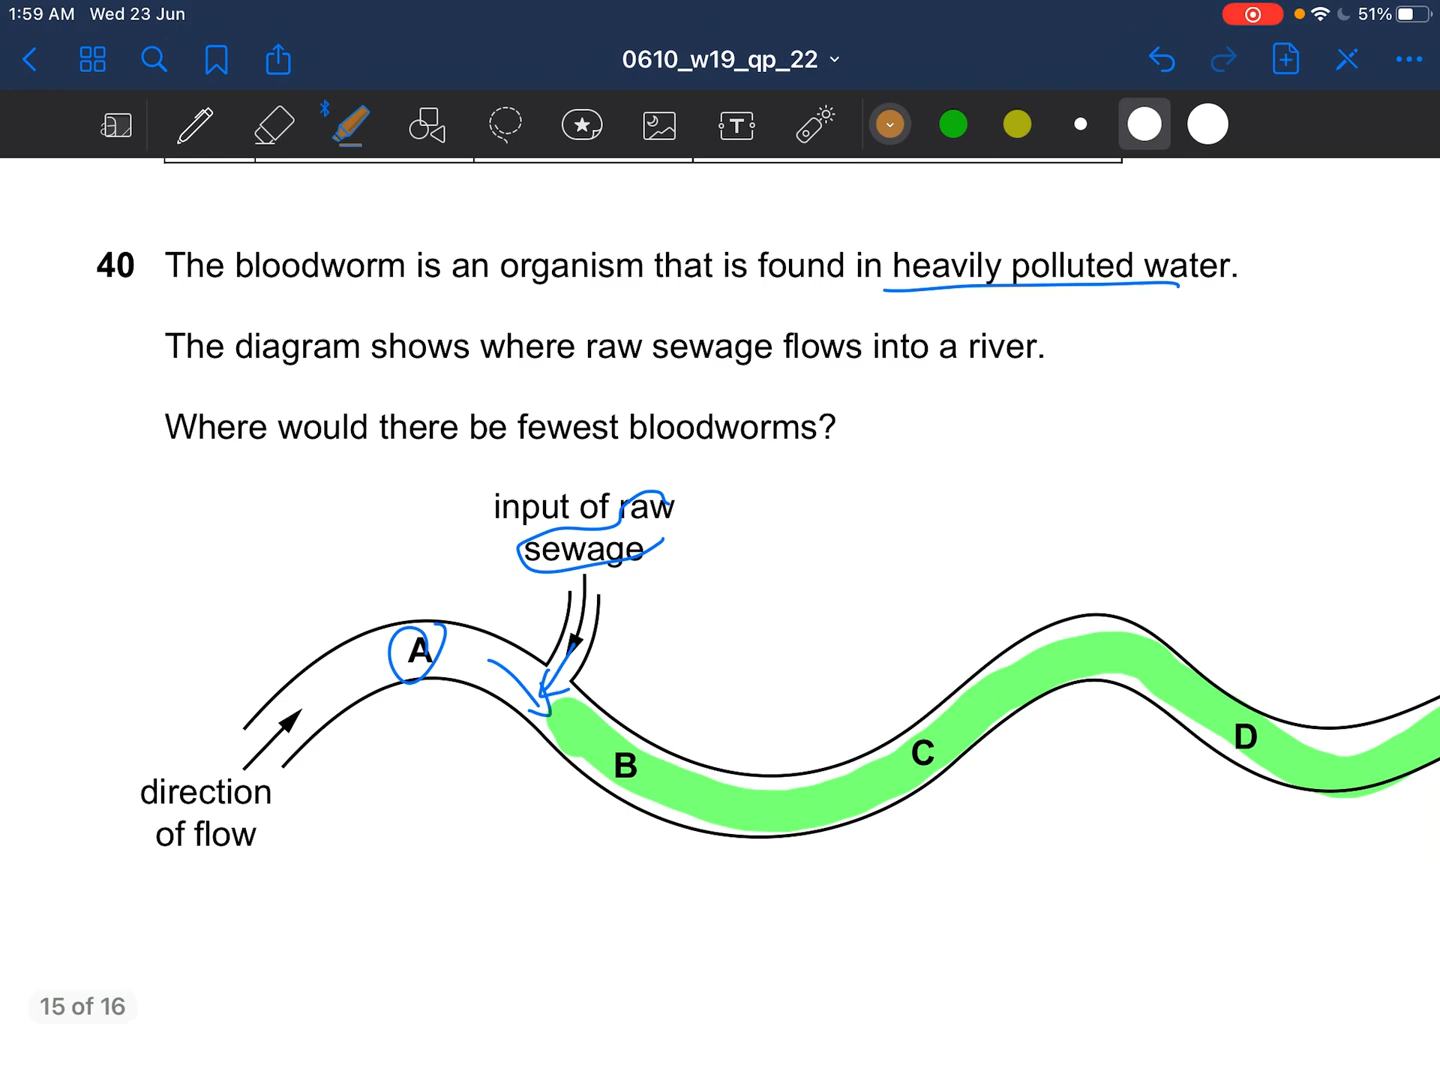 1:59 AM Wed 23 Jun
51%
0610_w19_qp_22
T
40 The bloodworm is an organism that is found in heavily polluted water.
The diagram shows where raw sewage flows into a river.
Where would there be fewest bloodworms?
input of raw
sewage
A
B
C
D
direction
of flow
15 of 16